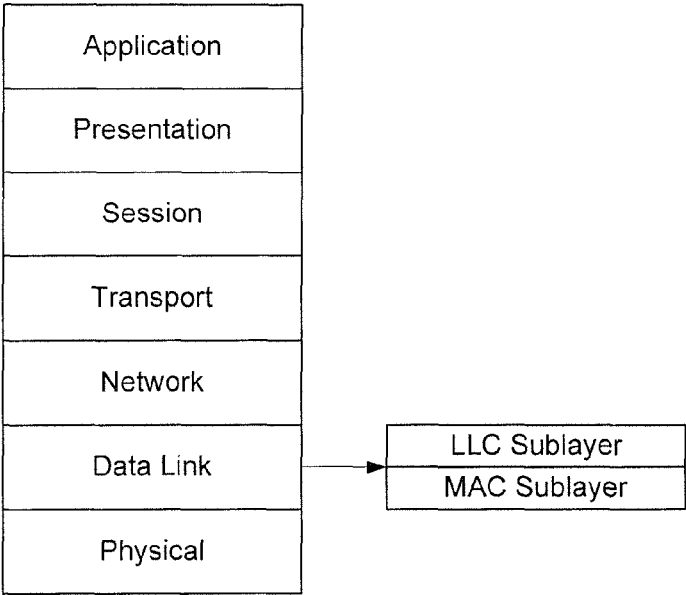 Application
Presentation
Session
Transport
Network
Data Link
Physical
LLC Sublayer
MAC Sublayer